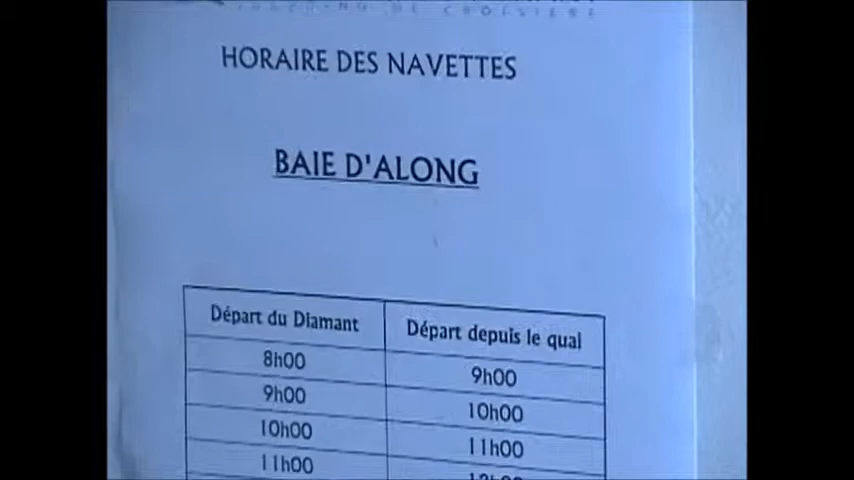 HORAIRE DES NAVETTES
BAIE D'ALONG
Départ du Diamant Départ depuis le quai
8h00 9h00
9h00 10h00
10h00 11h00
11h00